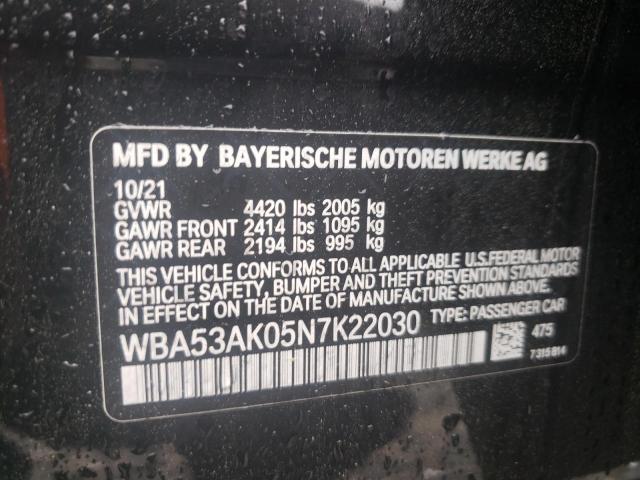 MFD BY BAYERISCHE MOTOREN WERKE AG
10/21
GVWR 4420 lbs 2005 kg
GAWR FRONT 2414 lbs 1095 kg
GAWR REAR 2194 lbs 995 kg
THIS VEHICLE CONFORMS TO ALL APPLICABLE U.S.FEDERAL MOTOR
VEHICLE SAFETY, BUMPER AND THEFT PREVENTION STANDARDS
IN EFFECT ON THE DATE OF MANUFACTURE SHOWN ABOVE.
WBA53AK05N7K22030 TYPE: PASSENGER CAR
475
7315814